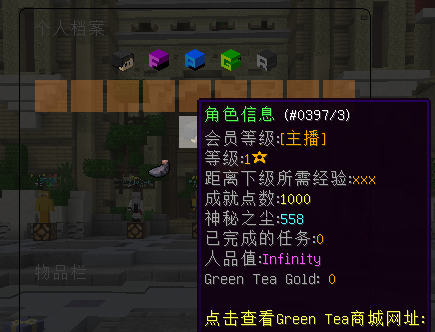 个人档案
角色信息 (#0397/3)
会员等级:[主播]
等级:1☆
距离下级所需经验:xxx
成就点数:1000
神秘之尘:558
已完成的任务:0
人品值:Infinity
Green Tea Gold: 0
物品栏
点击查看Green Tea商城网址: